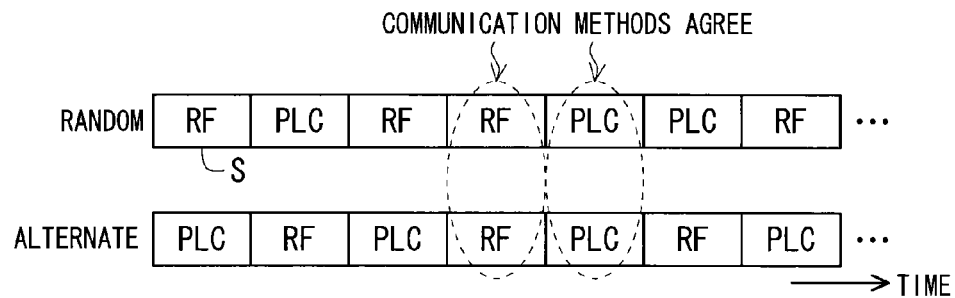 COMMUNICATION METHODS AGREE
RANDOM RF PLC RF RF PLC PLC RF ...
S
ALTERNATE PLC RF PLC RF PLC RF PLC ...
TIME